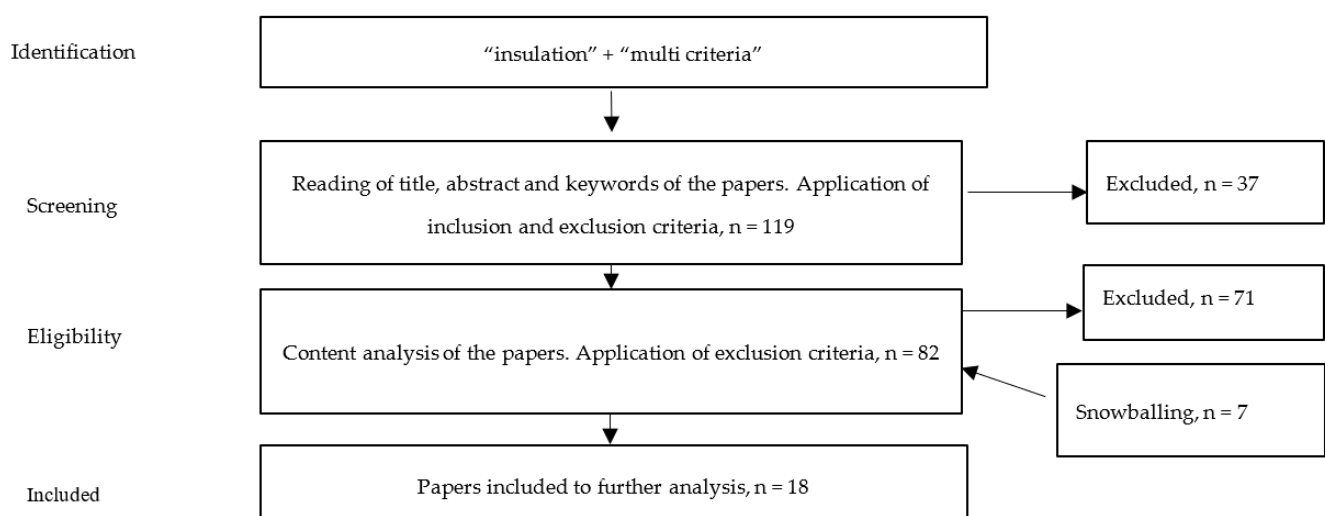 Identification
“insulation” + “multi criteria”
Screening
Reading of title, abstract and keywords of the papers. Application of
inclusion and exclusion criteria, n = 119
Excluded, n = 37
Eligibility
Content analysis of the papers. Application of exclusion criteria, n = 82
Excluded, n = 71
Snowballing, n = 7
Included
Papers included to further analysis, n = 18